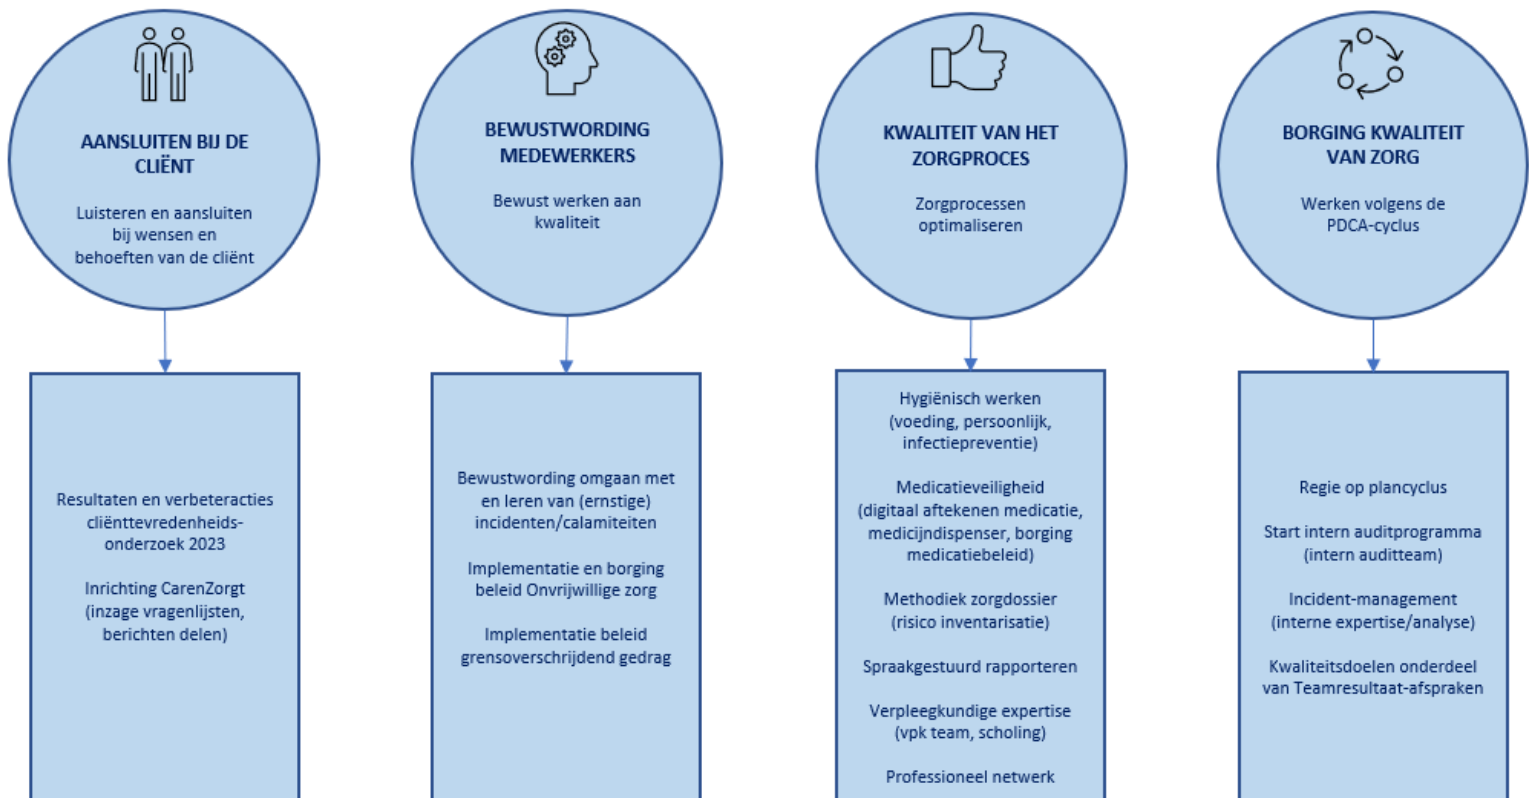 AANSLUITEN BIJ DE
CLIËNT
Luisteren en aansluiten
bij wensen en
behoeften van de cliënt
Resultaten en verbeteracties
cliënttevredenheids-
onderzoek 2023
Inrichting CarenZorgt
(inzage vragenlijsten,
berichten delen)
BEWUSTWORDING
MEDEWERKERS
Bewust werken aan
kwaliteit
Bewustwording omgaan met
en leren van (ernstige)
incidenten/calamiteiten
Implementatie en borging
beleid Onvrijwillige zorg
Implementatie beleid
grensoverschrijdend gedrag
KWALITEIT VAN HET
ZORGPROCES
Zorgprocessen
optimaliseren
Hygiënisch werken
(voeding, persoonlijk,
infectiepreventie)
Medicatieveiligheid
(digitaal aftekenen medicatie,
medicijndispenser, borging
medicatiebeleid)
Methodiek zorgdossier
(risico inventarisatie)
Spraakgestuurd rapporteren
Verpleegkundige expertise
(vpk team, scholing)
Professioneel netwerk
BORGING KWALITEIT
VAN ZORG
Werken volgens de
PDCA-cyclus
Regie op plancyclus
Start intern auditprogramma
(intern auditteam)
Incident-management
(interne expertise/analyse)
Kwaliteitsdoelen onderdeel
van Teamresultaat-afspraken